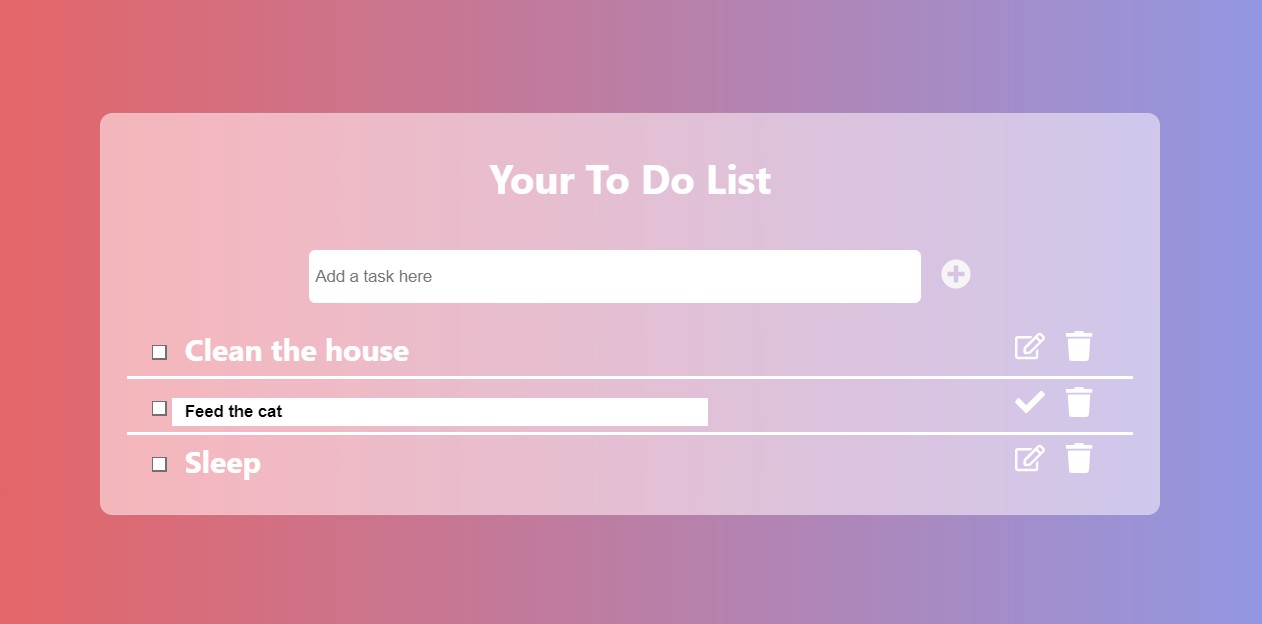 Your To Do List
Add a task here
Clean the house
Feed the cat
Sleep